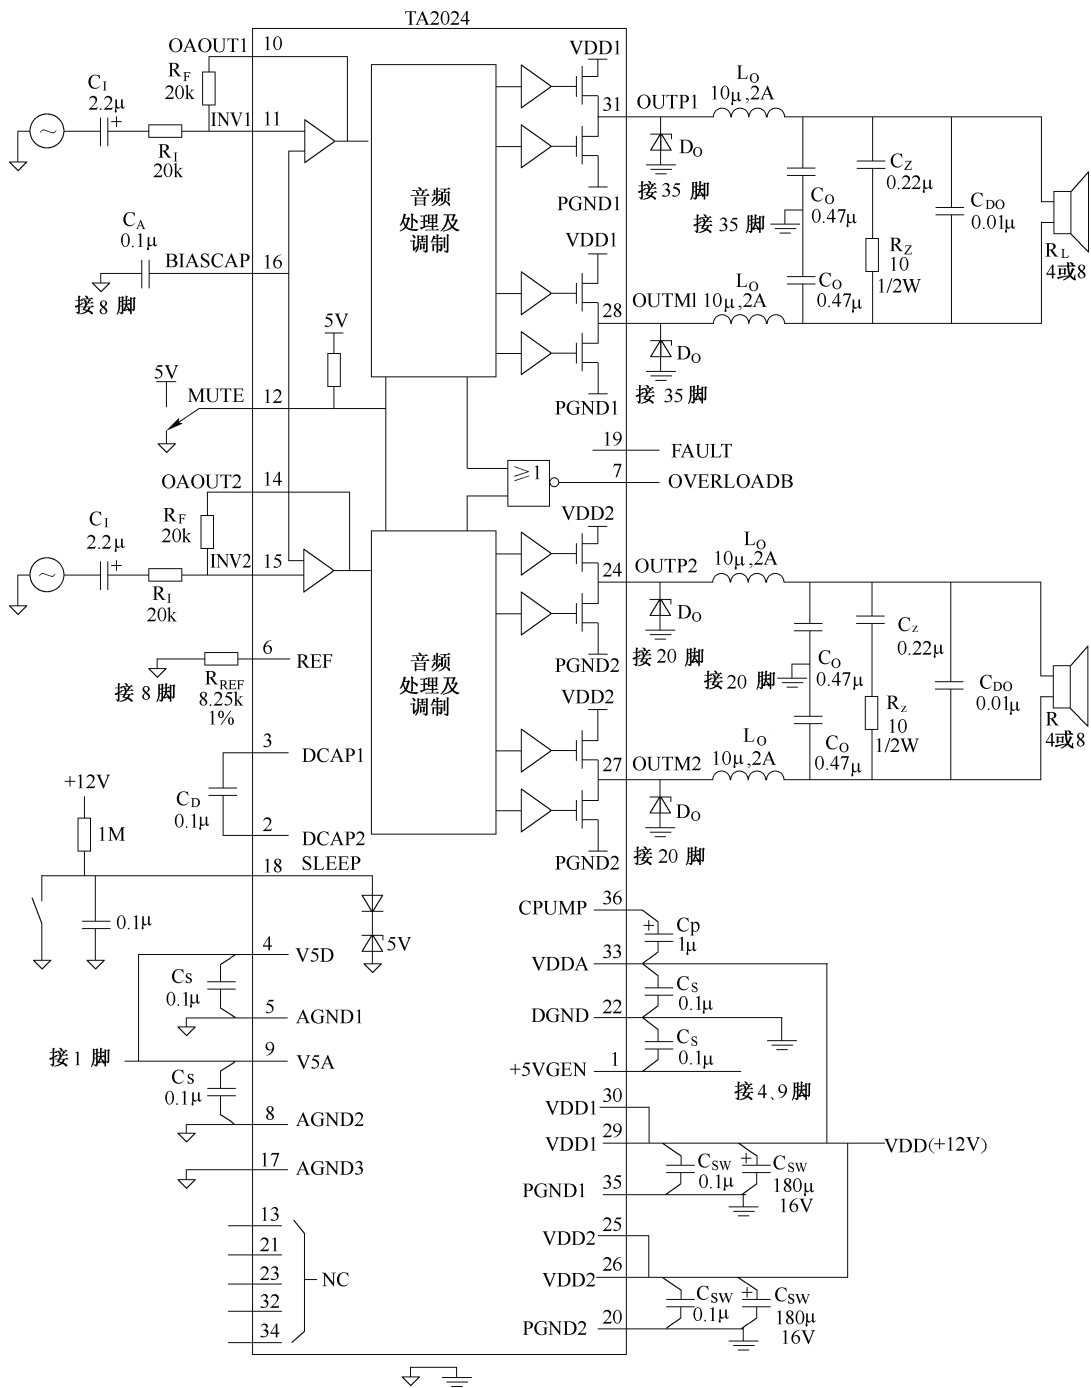 TA2024
OAOUT1
10
R_F
20k
C_I
2.2μ
+
INV1
11
R_I
20k
C_A
0.1μ
BIASCAP
16
接 8 脚
5V
5V
MUTE
12
OAOUT2
14
R_F
20k
C_I
2.2μ
+
INV2
15
R_I
20k
6
REF
接 8 脚
R_REF
8.25k
1%
3
DCAP1
C_D
0.1μ
2
DCAP2
+12V
1M
18
SLEEP
0.1μ
5V
4
V5D
Cs
0.1μ
5
AGND1
接 1 脚
9
V5A
Cs
0.1μ
8
AGND2
17
AGND3
13
21
23
32
34
NC
音频
处理及
调制
音频
处理及
调制
≥1
VDD1
31
OUTP1
L_O
10μ,2A
D_O
接 35 脚
PGND1
VDD1
28
OUTM1
L_O
10μ,2A
D_O
接 35 脚
PGND1
接 35 脚
C_O
0.47μ
C_O
0.47μ
C_Z
0.22μ
R_Z
10
1/2W
C_DO
0.01μ
R_L
4或8
19
FAULT
7
OVERLOADB
VDD2
24
OUTP2
L_O
10μ,2A
D_O
接 20 脚
PGND2
VDD2
27
OUTM2
L_O
10μ,2A
D_O
接 20 脚
PGND2
接20 脚
C_O
0.47μ
C_O
0.47μ
C_z
0.22μ
R_z
10
1/2W
C_DO
0.01μ
R
4或8
36
CPUMP
+
Cp
1μ
33
VDDA
C_S
0.1μ
22
DGND
C_S
0.1μ
1
+5VGEN
接 4、9 脚
30
VDD1
29
VDD1
VDD(+12V)
C_SW
0.1μ
+
C_SW
180μ
16V
35
PGND1
25
VDD2
26
VDD2
C_SW
0.1μ
+
C_SW
180μ
16V
20
PGND2